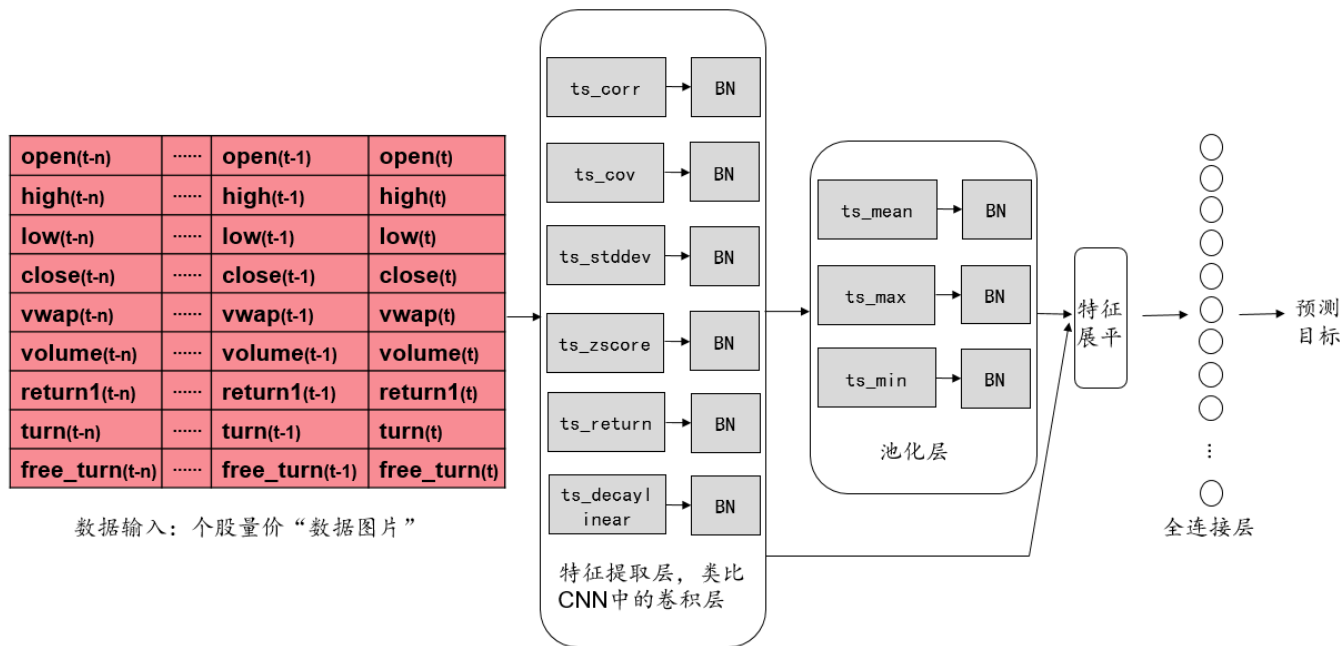 open(t-n) ...... open(t-1) open(t)
high(t-n) ...... high(t-1) high(t)
low(t-n) ...... low(t-1) low(t)
close(t-n) ...... close(t-1) close(t)
vwap(t-n) ...... vwap(t-1) vwap(t)
volume(t-n) ...... volume(t-1) volume(t)
return1(t-n) ...... return1(t-1) return1(t)
turn(t-n) ...... turn(t-1) turn(t)
free_turn(t-n) ...... free_turn(t-1) free_turn(t)
数据输入：个股量价“数据图片”
ts_corr BN
ts_cov BN
ts_stddev BN
ts_zscore BN
ts_return BN
ts_decayl
inear
BN
特征提取层，类比
CNN中的卷积层
ts_mean BN
ts_max BN
ts_min BN
池化层
特征
展平
...
全连接层
预测
目标